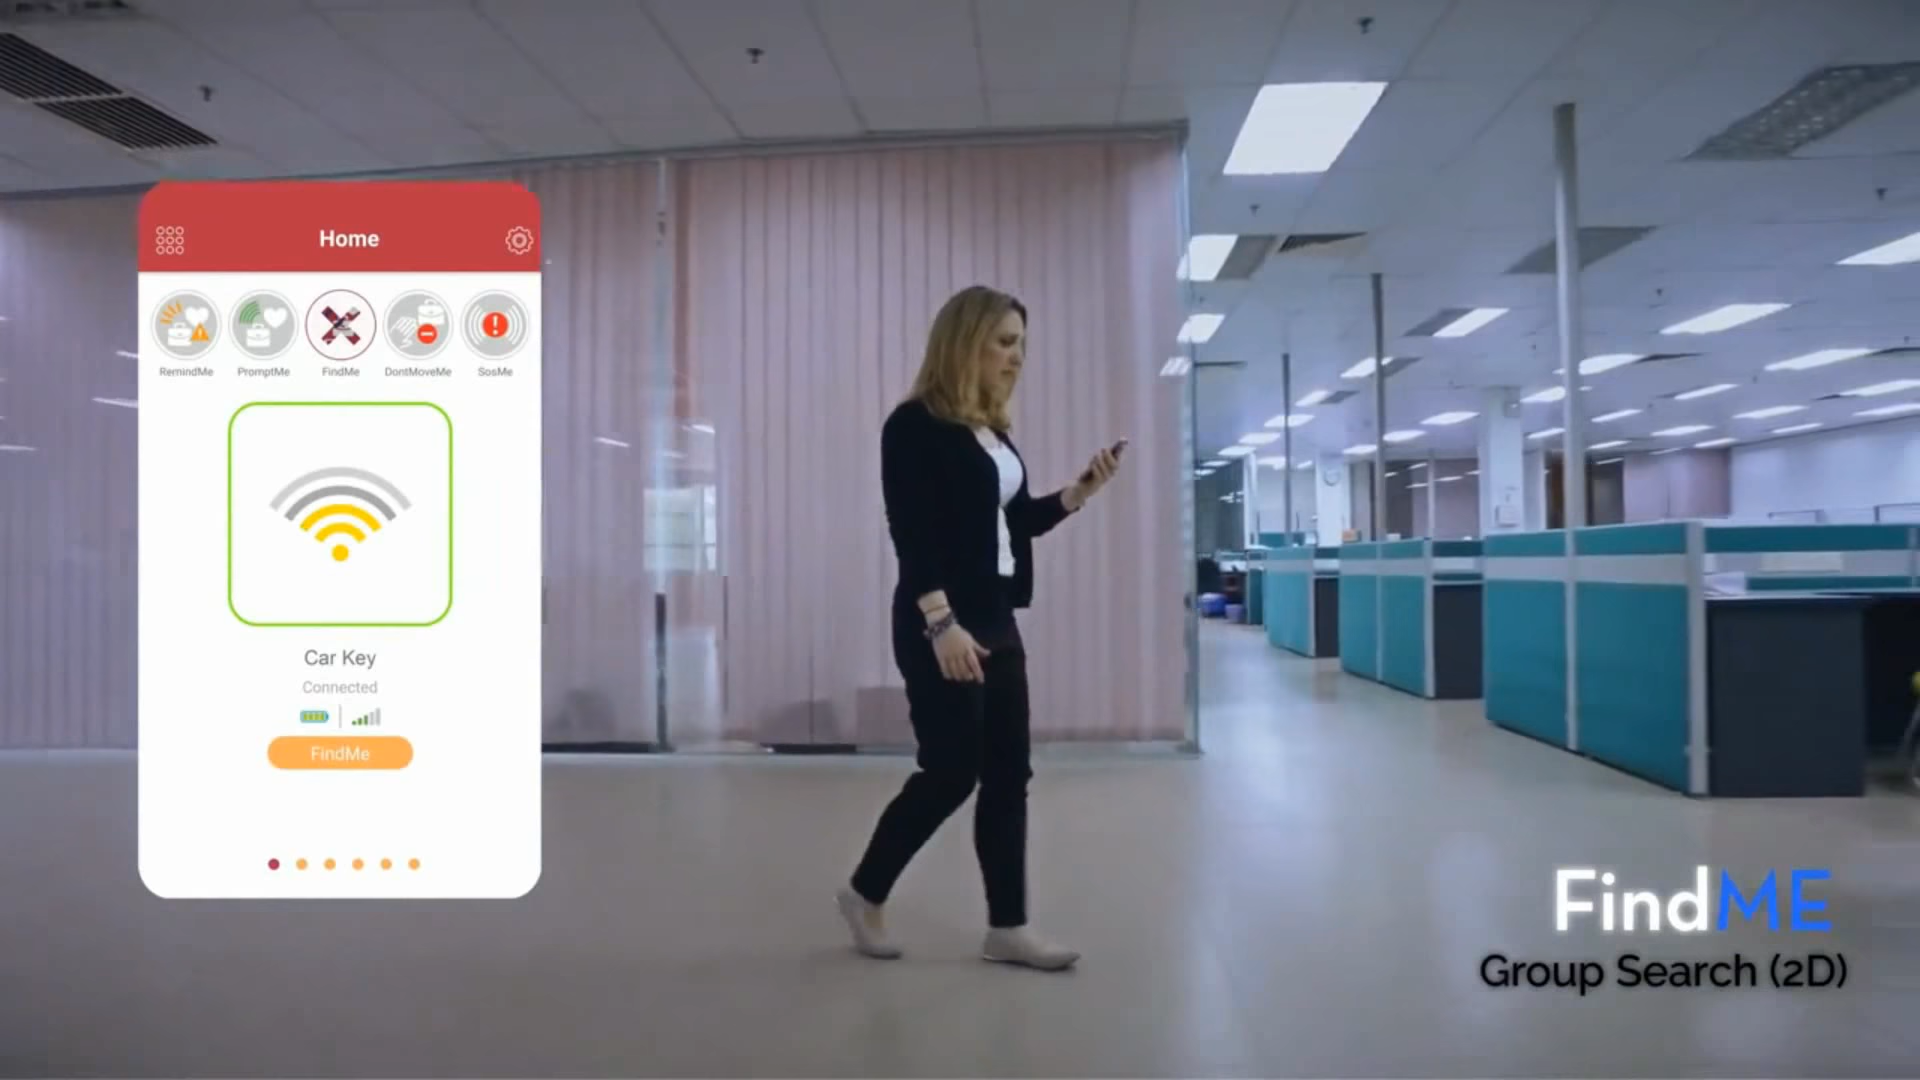 Home
RemindMe
PromptMe
FindMe
DontMoveMe
SosMe
Car Key
Connected
FindMe
FindME
Group Search (2D)